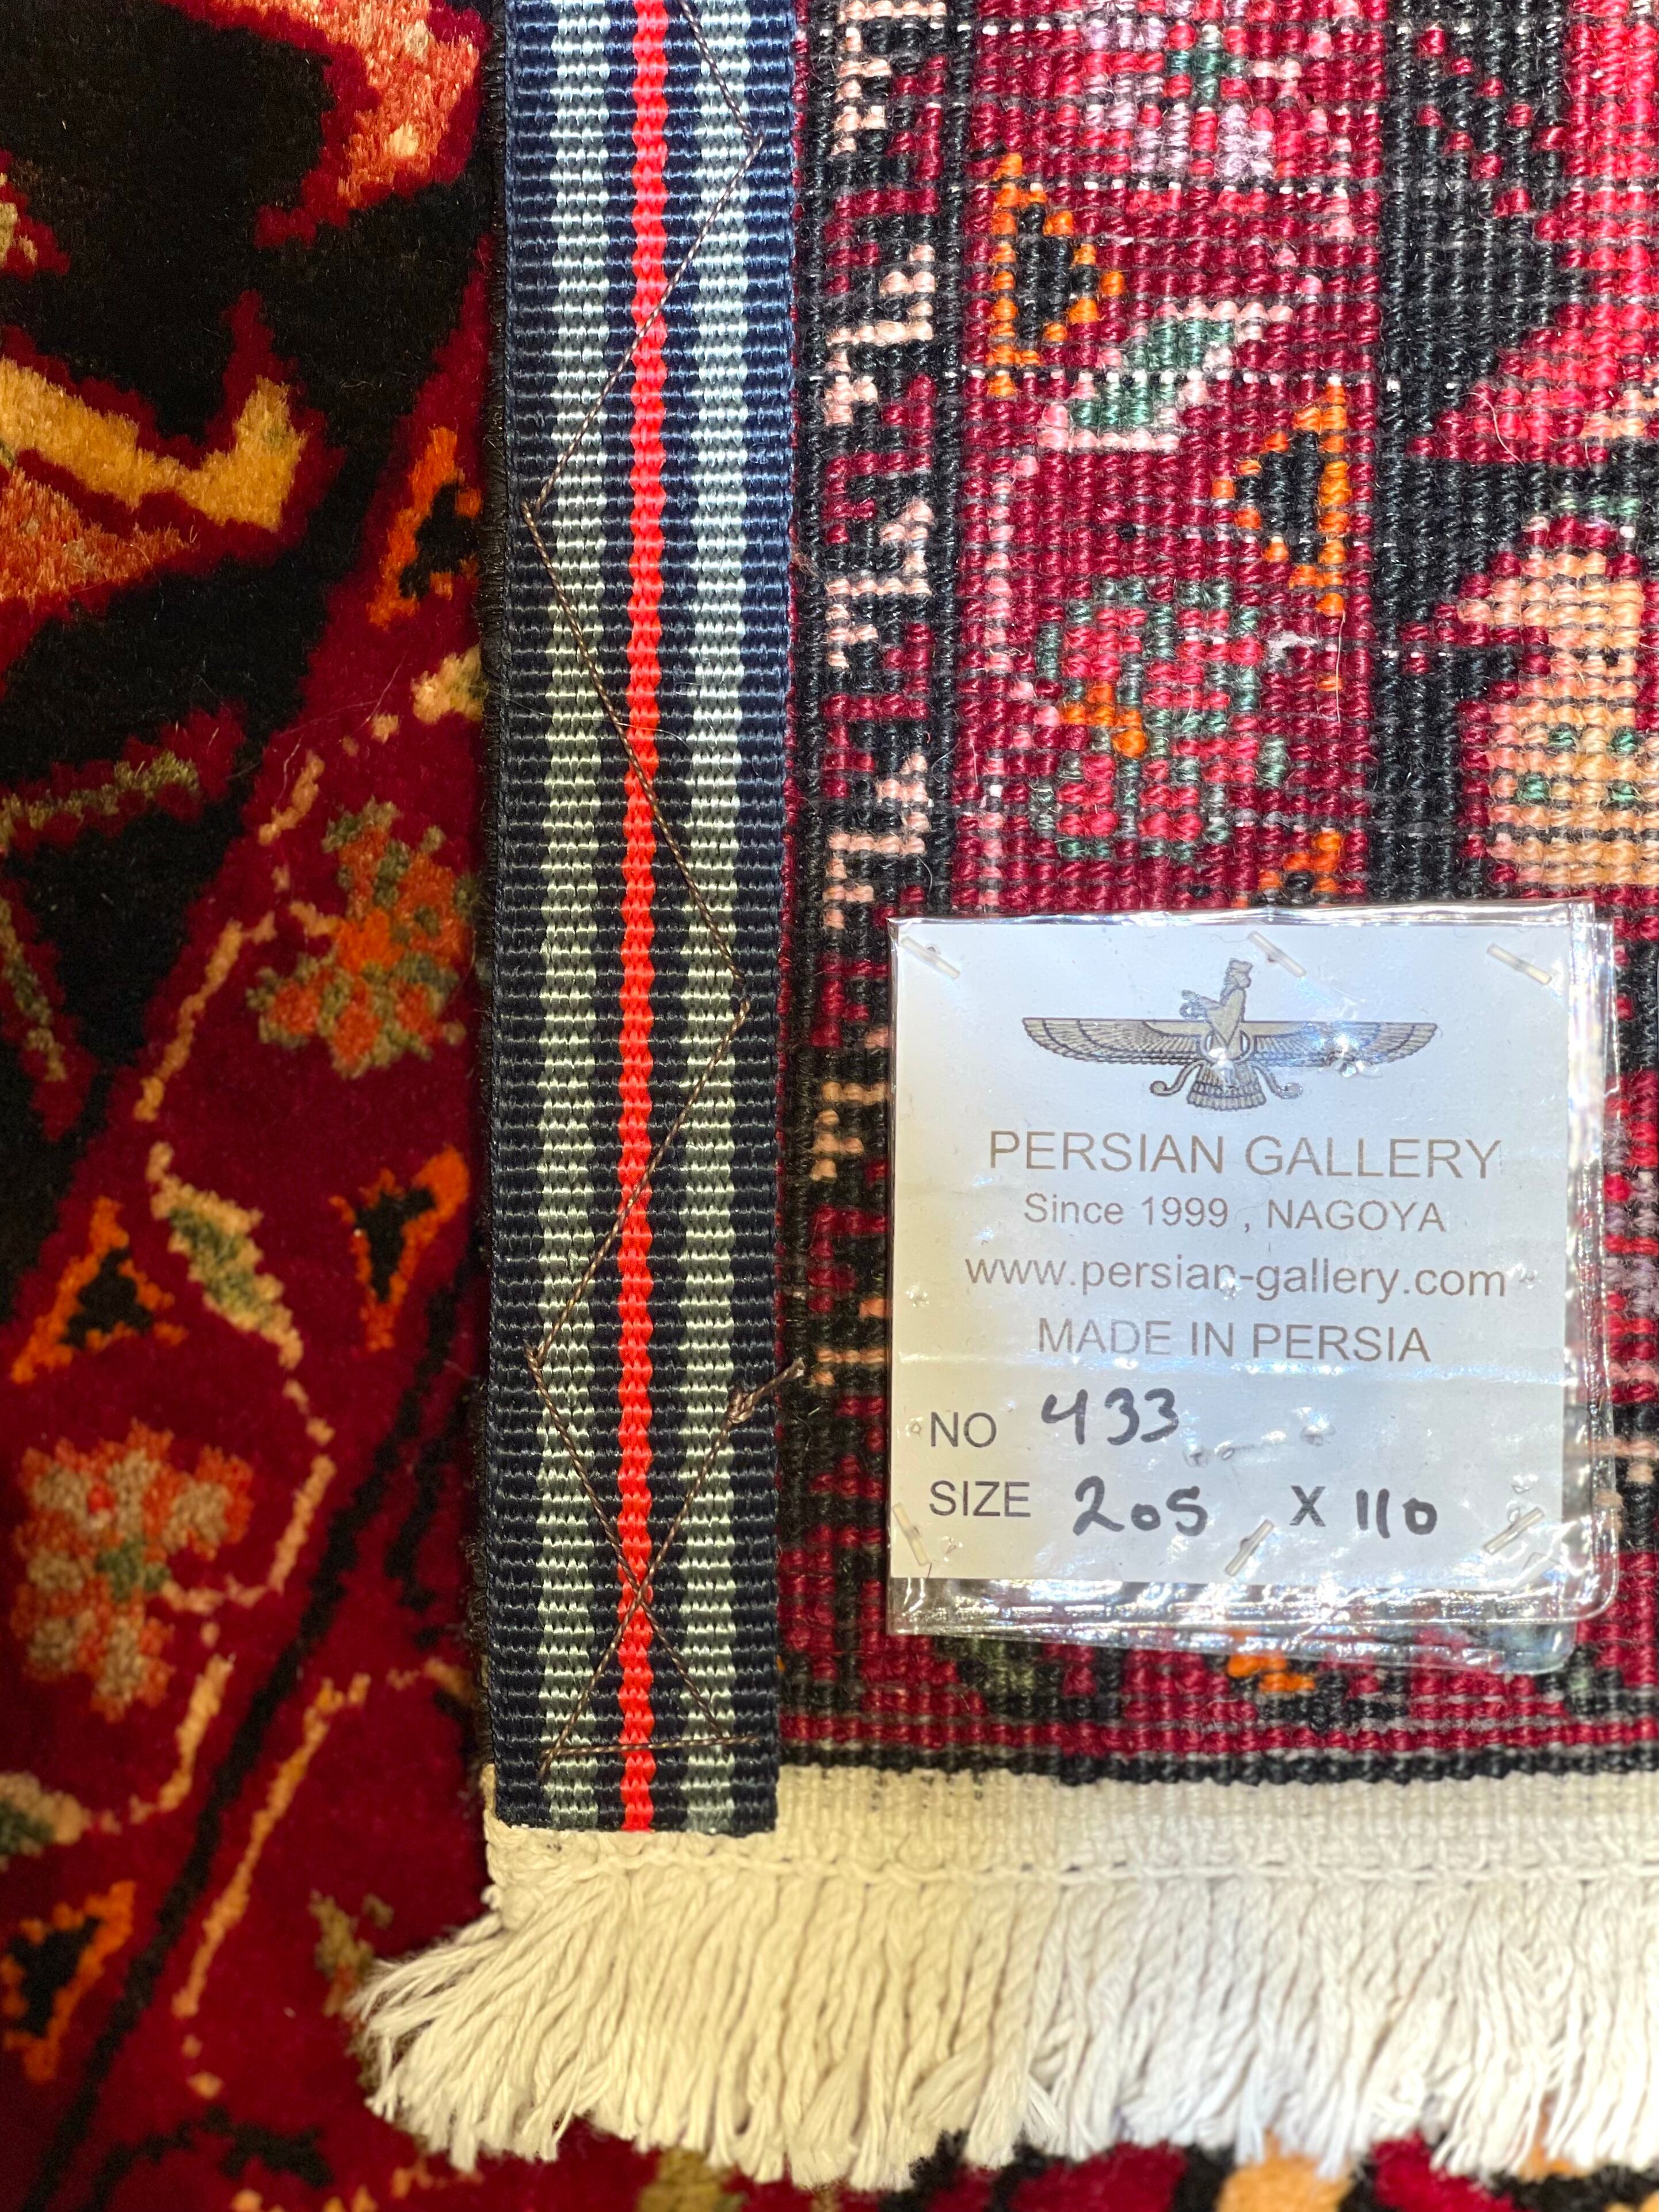 PERSIAN GALLERY
Since 1999 , NAGOYA
www.persian-gallery.com
MADE IN PERSIA
NO 433
SIZE 205 X 110